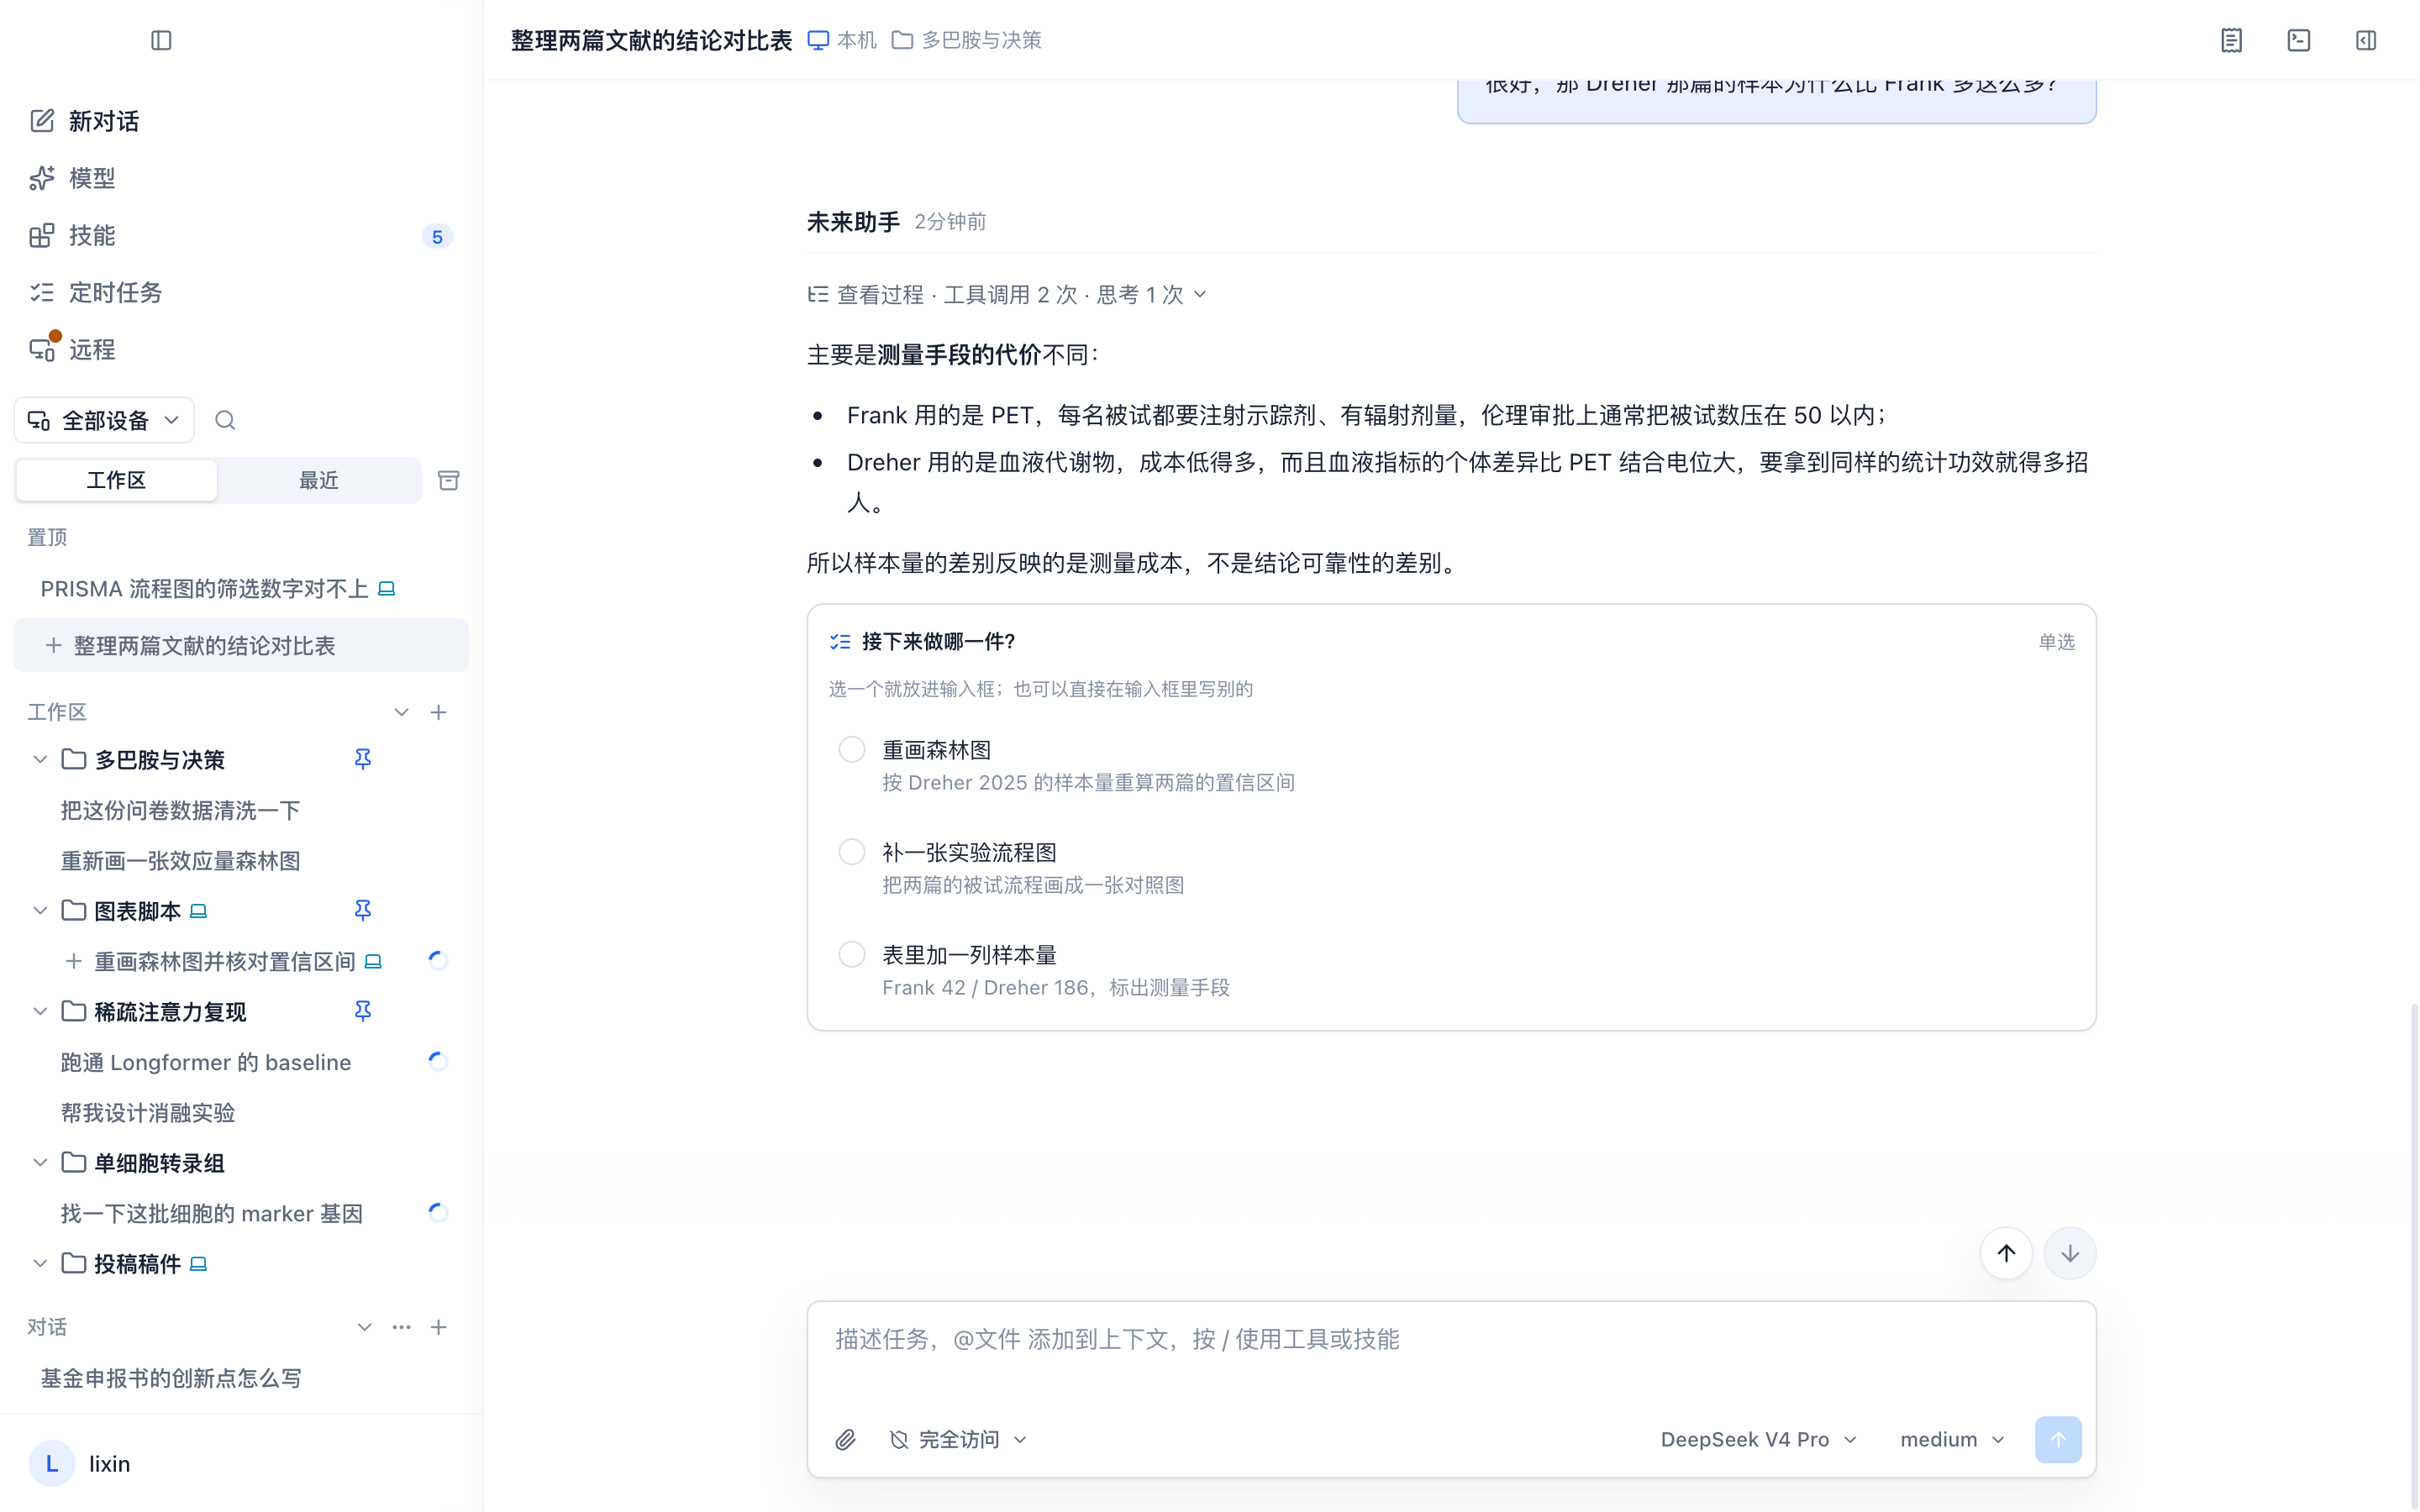 新对话
模型
技能
5
定时任务
远程
全部设备
工作区
最近
置顶
PRISMA 流程图的筛选数字对不上
整理两篇文献的结论对比表
工作区
多巴胺与决策
把这份问卷数据清洗一下
重新画一张效应量森林图
图表脚本
重画森林图并核对置信区间
稀疏注意力复现
跑通 Longformer 的 baseline
帮我设计消融实验
单细胞转录组
找一下这批细胞的 marker 基因
投稿稿件
对话
基金申报书的创新点怎么写
L
lixin
整理两篇文献的结论对比表 本机 多巴胺与决策
很好，那 Dreher 那篇的样本为什么比 Frank 多这么多？
未来助手 2分钟前
查看过程 · 工具调用 2 次 · 思考 1 次
主要是测量手段的代价不同：
• Frank 用的是 PET，每名被试都要注射示踪剂、有辐射剂量，伦理审批上通常把被试数压在 50 以内；
• Dreher 用的是血液代谢物，成本低得多，而且血液指标的个体差异比 PET 结合电位大，要拿到同样的统计功效就得多招
人。
所以样本量的差别反映的是测量成本，不是结论可靠性的差别。
接下来做哪一件？
单选
选一个就放进输入框；也可以直接在输入框里写别的
重画森林图
按 Dreher 2025 的样本量重算两篇的置信区间
补一张实验流程图
把两篇的被试流程画成一张对照图
表里加一列样本量
Frank 42 / Dreher 186，标出测量手段
描述任务，@文件 添加到上下文，按 / 使用工具或技能
完全访问
DeepSeek V4 Pro
medium